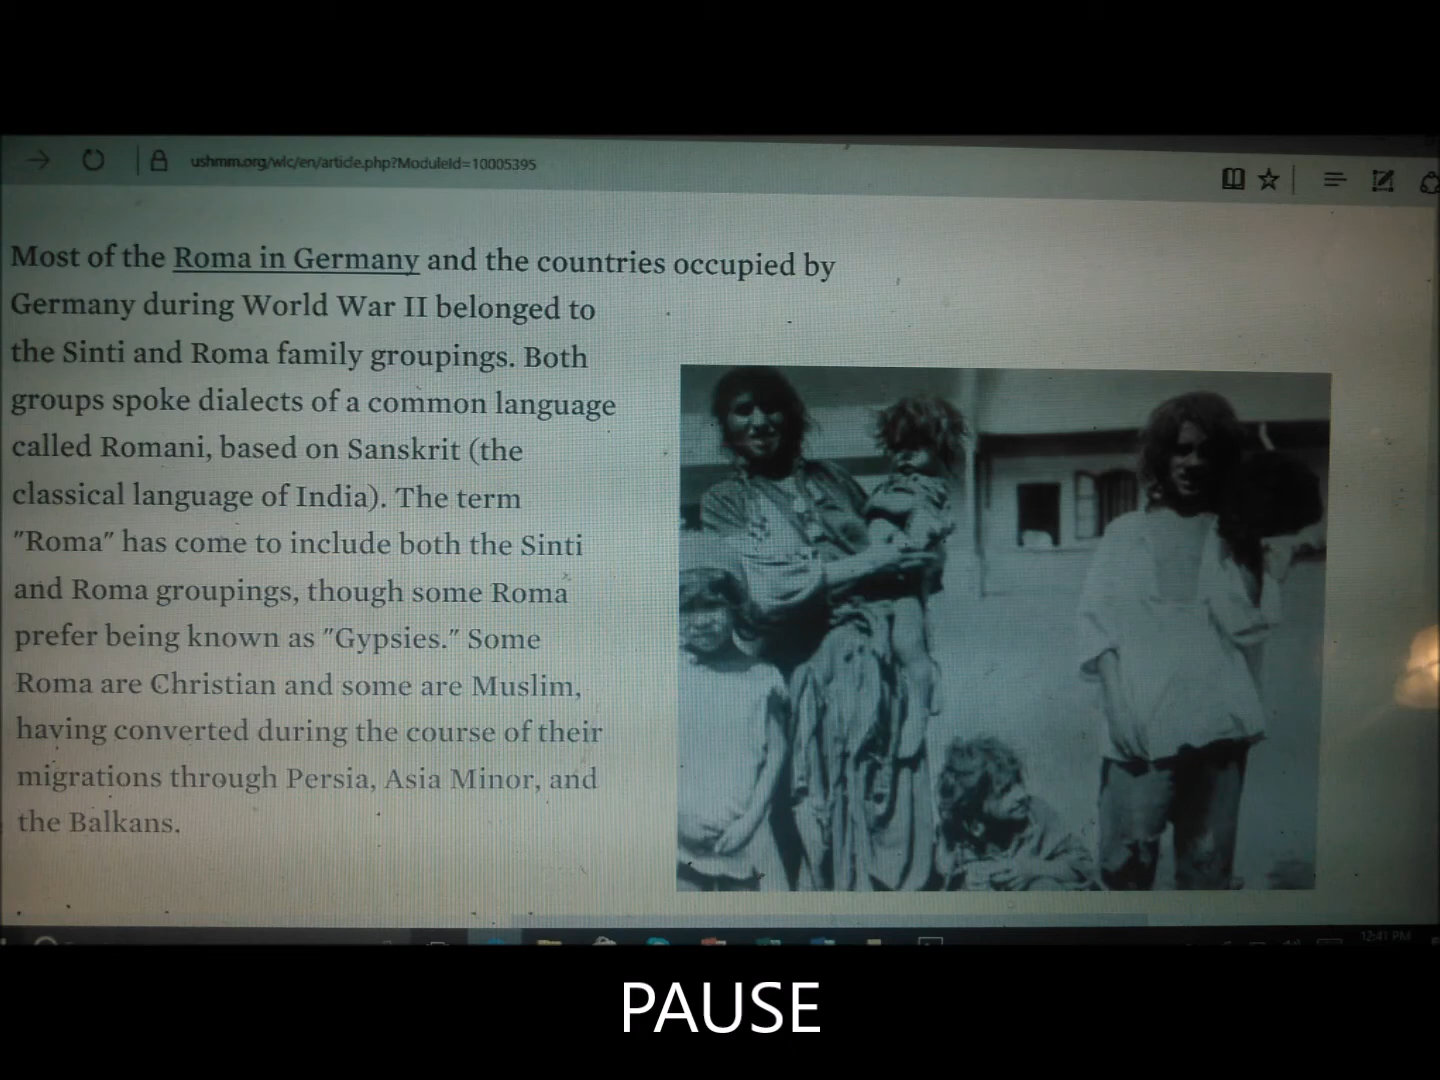 ushmm.org/wlc/en/article.php?ModuleId=10005395
Most of the Roma in Germany and the countries occupied by
Germany during World War II belonged to
the Sinti and Roma family groupings. Both
groups spoke dialects of a common language
called Romani, based on Sanskrit (the
classical language of India). The term
"Roma" has come to include both the Sinti
and Roma groupings, though some Roma
prefer being known as "Gypsies." Some
Roma are Christian and some are Muslim,
having converted during the course of their
migrations through Persia, Asia Minor, and
the Balkans.
12:41 PM
PAUSE